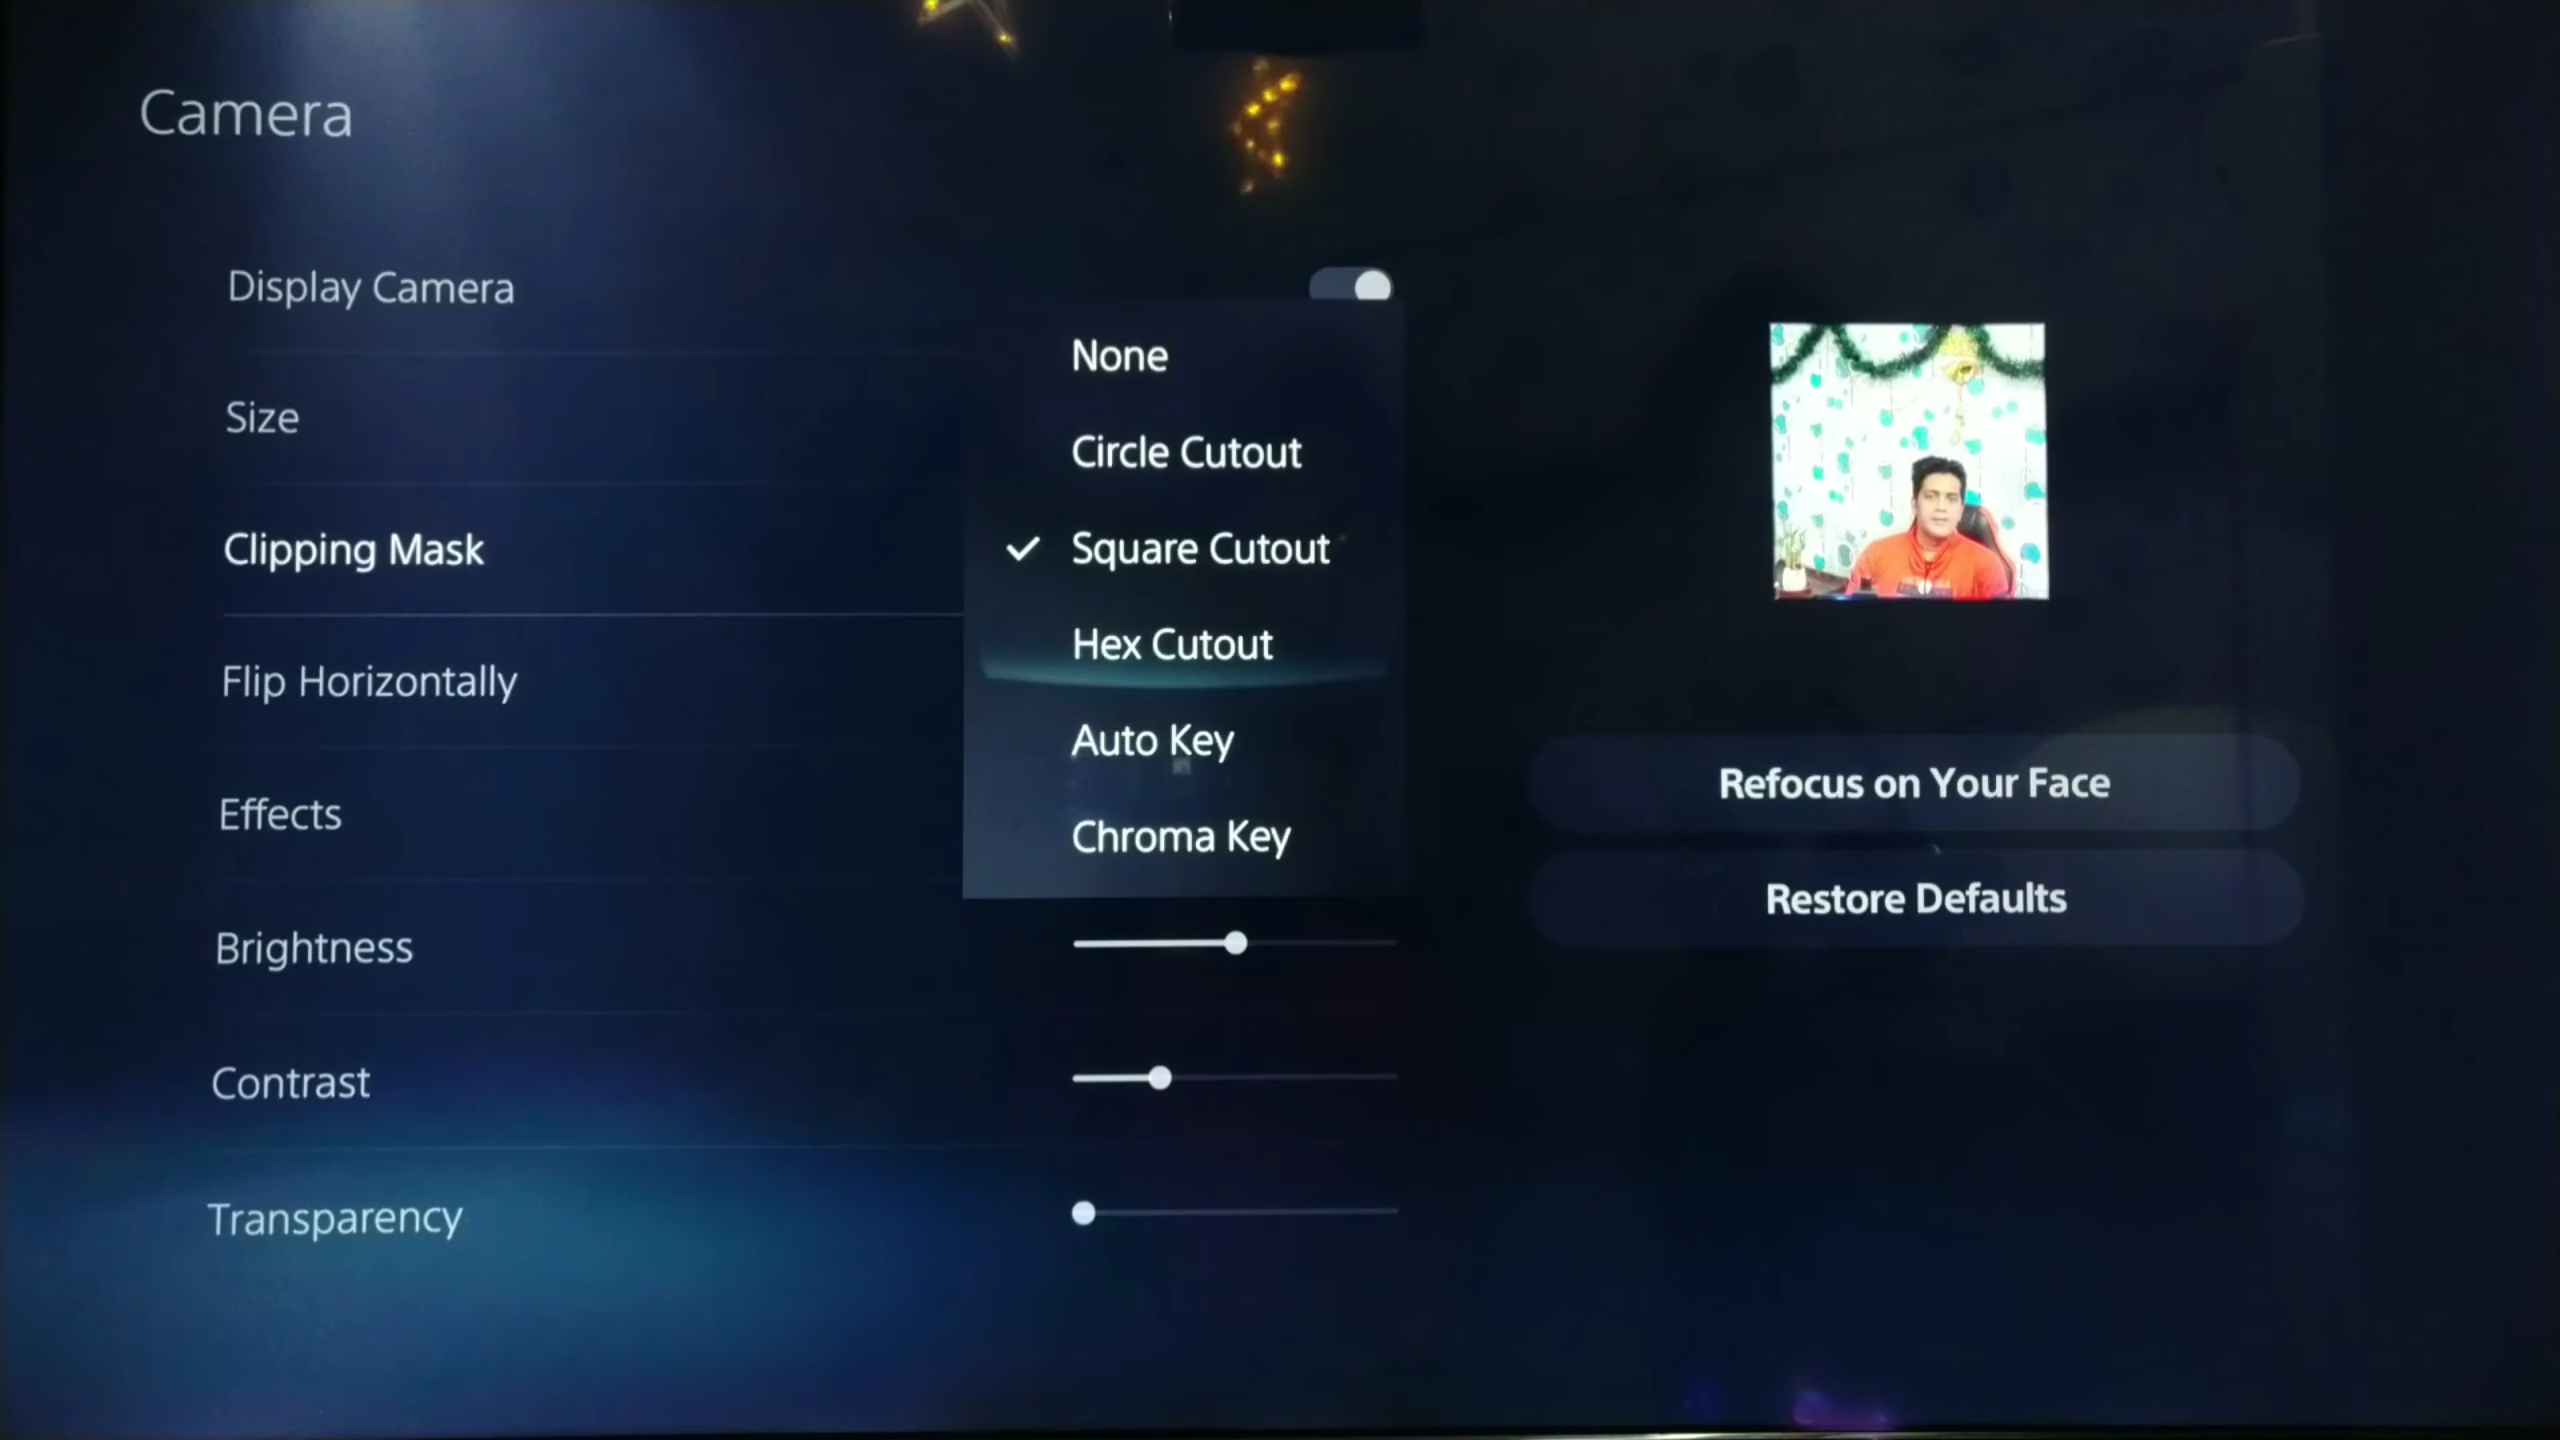 Camera
Display Camera
Size
Clipping Mask
Flip Horizontally
Effects
Brightness
Contrast
Transparency
None
Circle Cutout
Square Cutout
Hex Cutout
Auto Key
Chroma Key
Refocus on Your Face
Restore Defaults